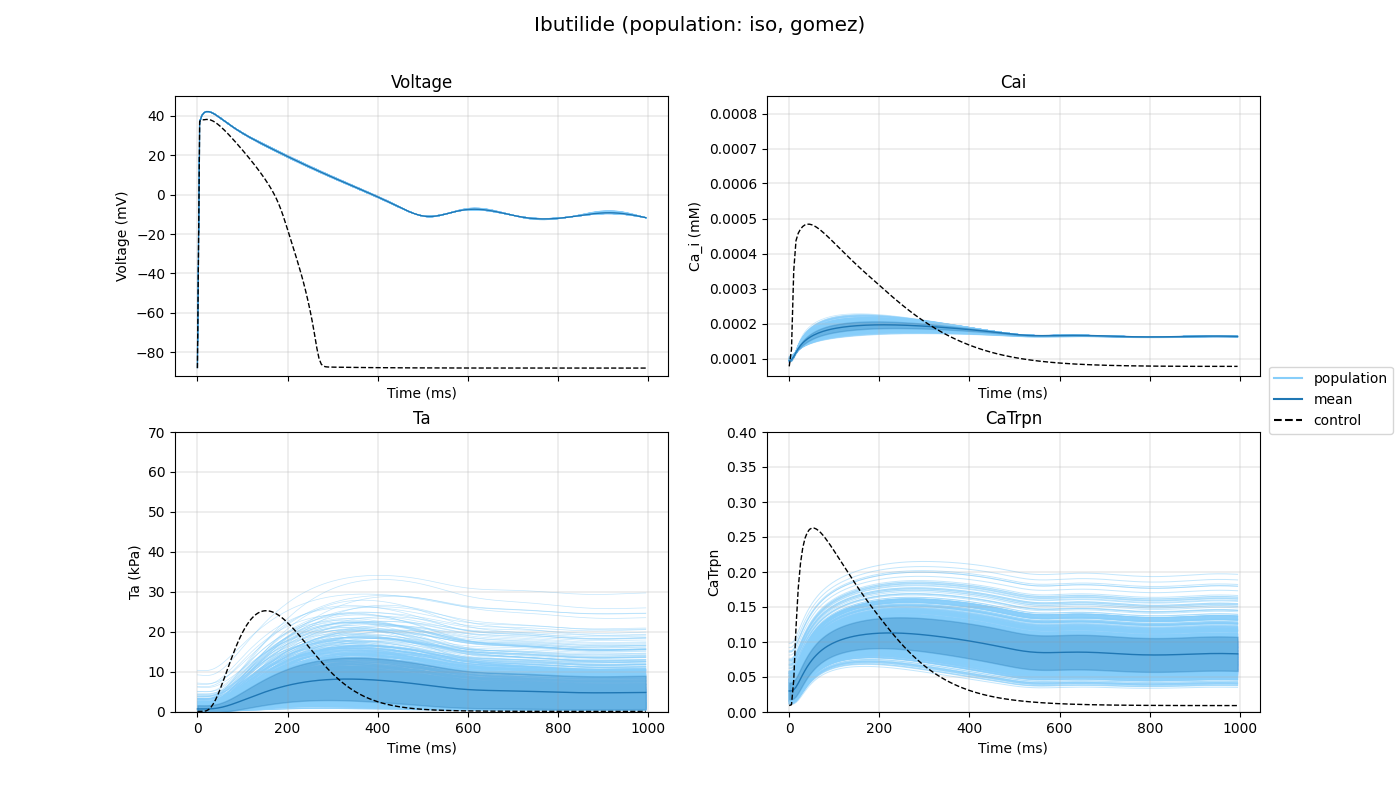 Ibutilide (population: iso, gomez)
Voltage
Voltage (mV)
40
20
0
−20
−40
−60
−80
Time (ms)
Cai
Ca_i (mM)
0.0008
0.0007
0.0006
0.0005
0.0004
0.0003
0.0002
0.0001
Time (ms)
population
mean
control
Ta
Ta (kPa)
70
60
50
40
30
20
10
0
0 200 400 600 800 1000
Time (ms)
CaTrpn
CaTrpn
0.40
0.35
0.30
0.25
0.20
0.15
0.10
0.05
0.00
0 200 400 600 800 1000
Time (ms)